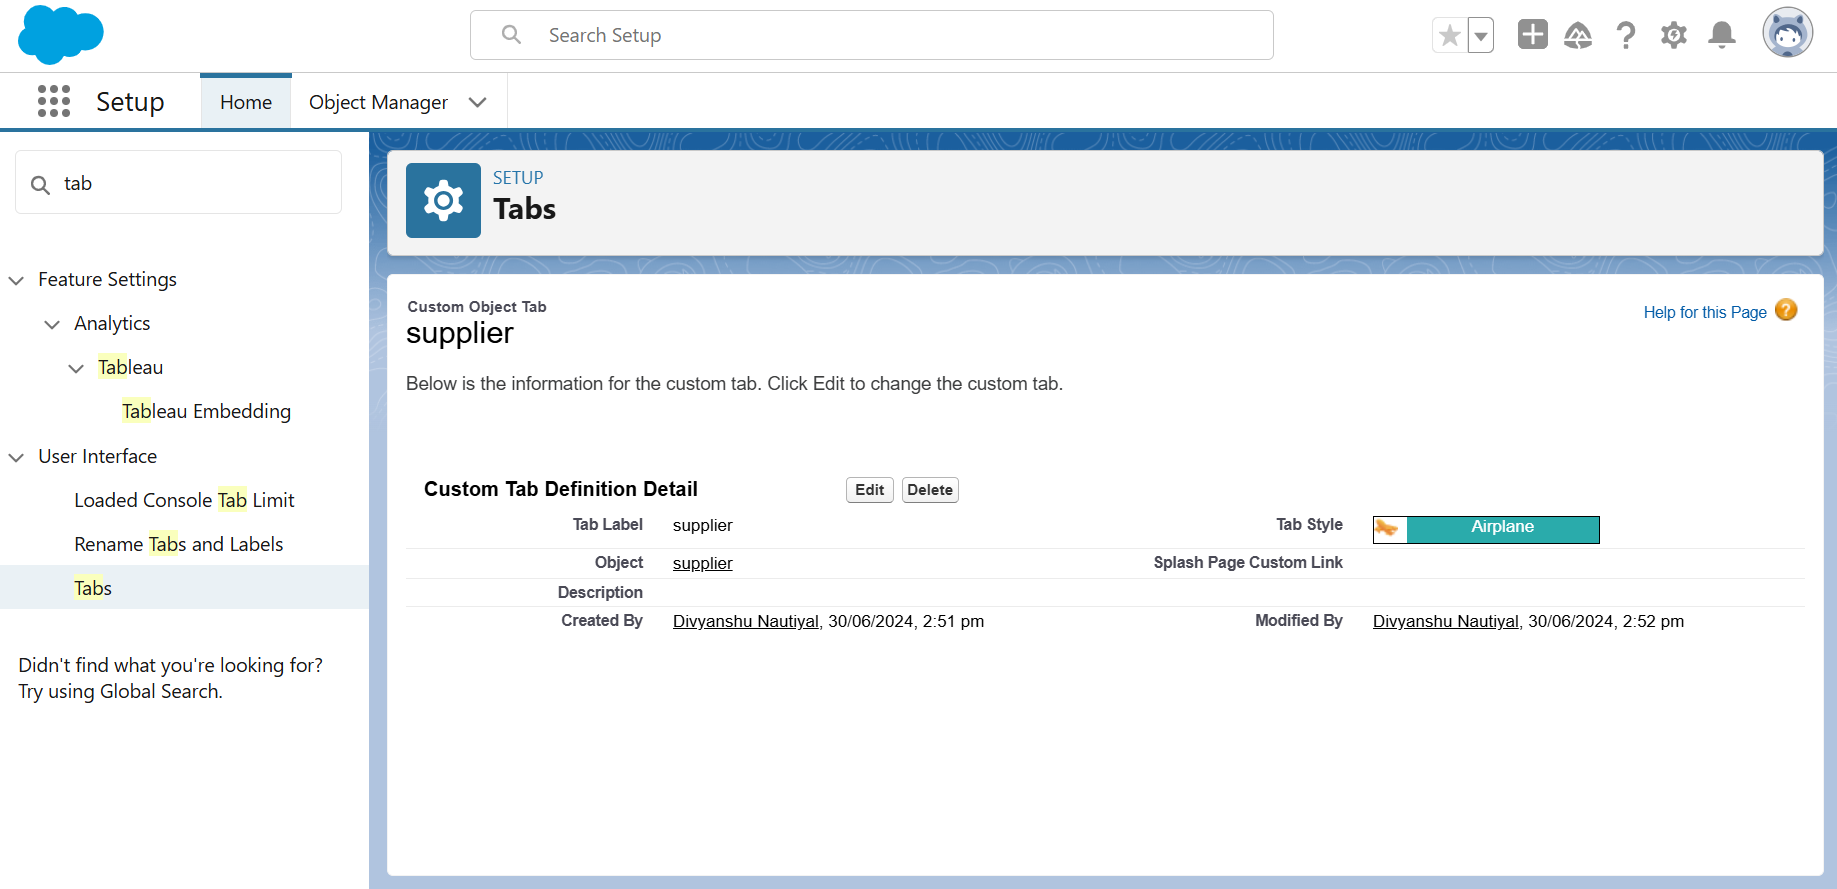 Search Setup
Setup
Home
Object Manager
tab
Feature Settings
Analytics
Tableau
Tableau Embedding
User Interface
Loaded Console Tab Limit
Rename Tabs and Labels
Tabs
Didn't find what you're looking for?
Try using Global Search.
SETUP
Tabs
Custom Object Tab
supplier
Help for this Page ?
Below is the information for the custom tab. Click Edit to change the custom tab.
Custom Tab Definition Detail Edit Delete
Tab Label supplier Tab Style Airplane
Object supplier Splash Page Custom Link
Description
Created By Divyanshu Nautiyal, 30/06/2024, 2:51 pm Modified By Divyanshu Nautiyal, 30/06/2024, 2:52 pm